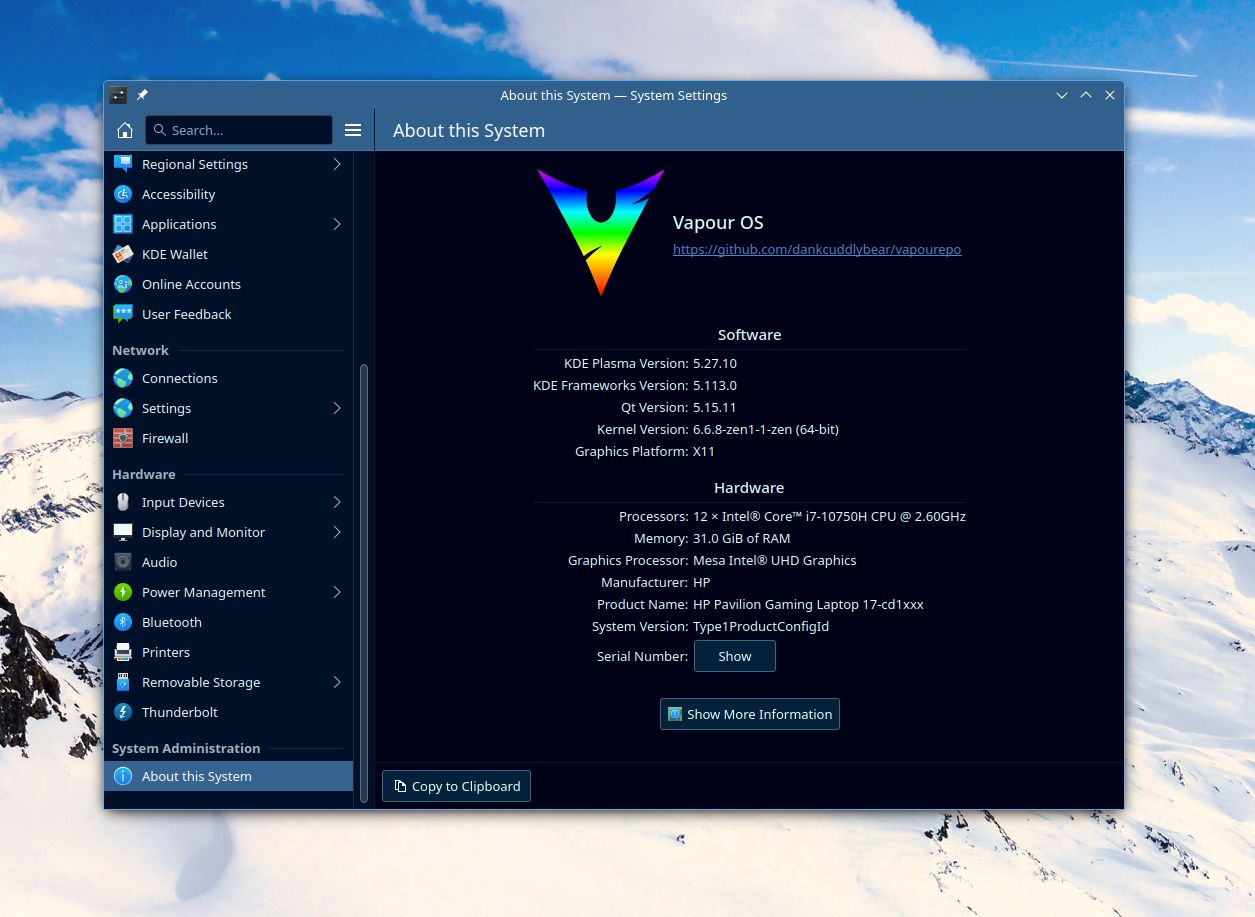 About this System — System Settings
Search...
About this System
Regional Settings
Accessibility
Applications
KDE Wallet
Online Accounts
User Feedback
Network
Connections
Settings
Firewall
Hardware
Input Devices
Display and Monitor
Audio
Power Management
Bluetooth
Printers
Removable Storage
Thunderbolt
System Administration
About this System
Vapour OS
https://github.com/dankcuddlybear/vapourepo
Software
KDE Plasma Version: 5.27.10
KDE Frameworks Version: 5.113.0
Qt Version: 5.15.11
Kernel Version: 6.6.8-zen1-1-zen (64-bit)
Graphics Platform: X11
Hardware
Processors: 12 × Intel® Core™ i7-10750H CPU @ 2.60GHz
Memory: 31.0 GiB of RAM
Graphics Processor: Mesa Intel® UHD Graphics
Manufacturer: HP
Product Name: HP Pavilion Gaming Laptop 17-cd1xxx
System Version: Type1ProductConfigId
Serial Number: Show
Show More Information
Copy to Clipboard